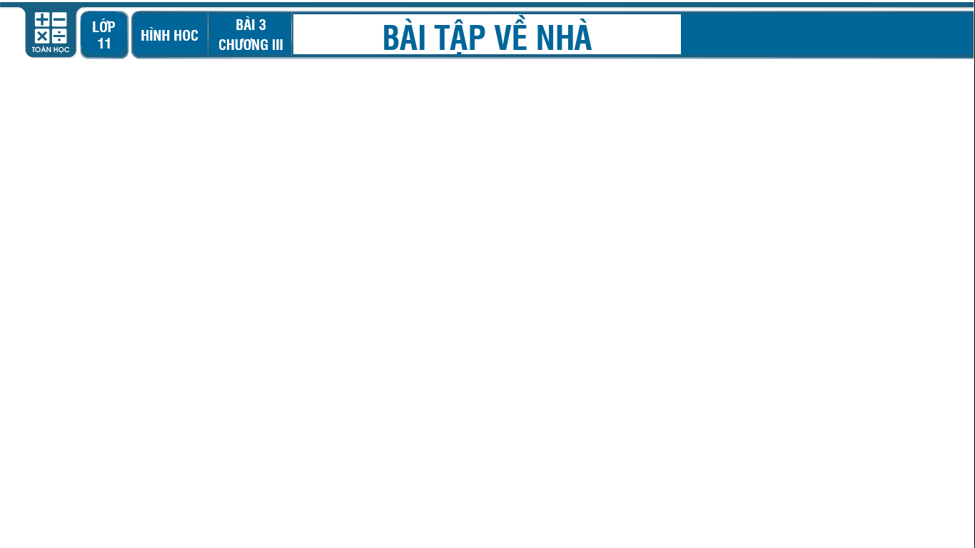 TOÁN HỌC
LỚP
11
HÌNH HOC
BÀI 3
CHƯƠNG III
BÀI TẬP VỀ NHÀ